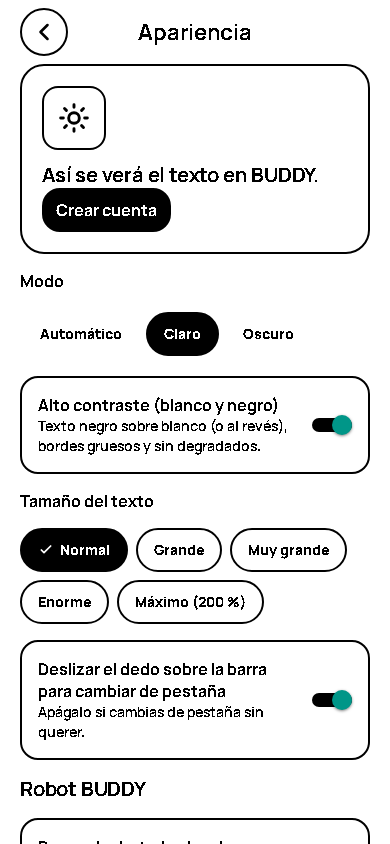 Apariencia
Así se verá el texto en BUDDY.
Crear cuenta
Modo
Automático
Claro
Oscuro
Alto contraste (blanco y negro)
Texto negro sobre blanco (o al revés),
bordes gruesos y sin degradados.
Tamaño del texto
Normal
Grande
Muy grande
Enorme
Máximo (200 %)
Deslizar el dedo sobre la barra
para cambiar de pestaña
Apágalo si cambias de pestaña sin
querer.
Robot BUDDY